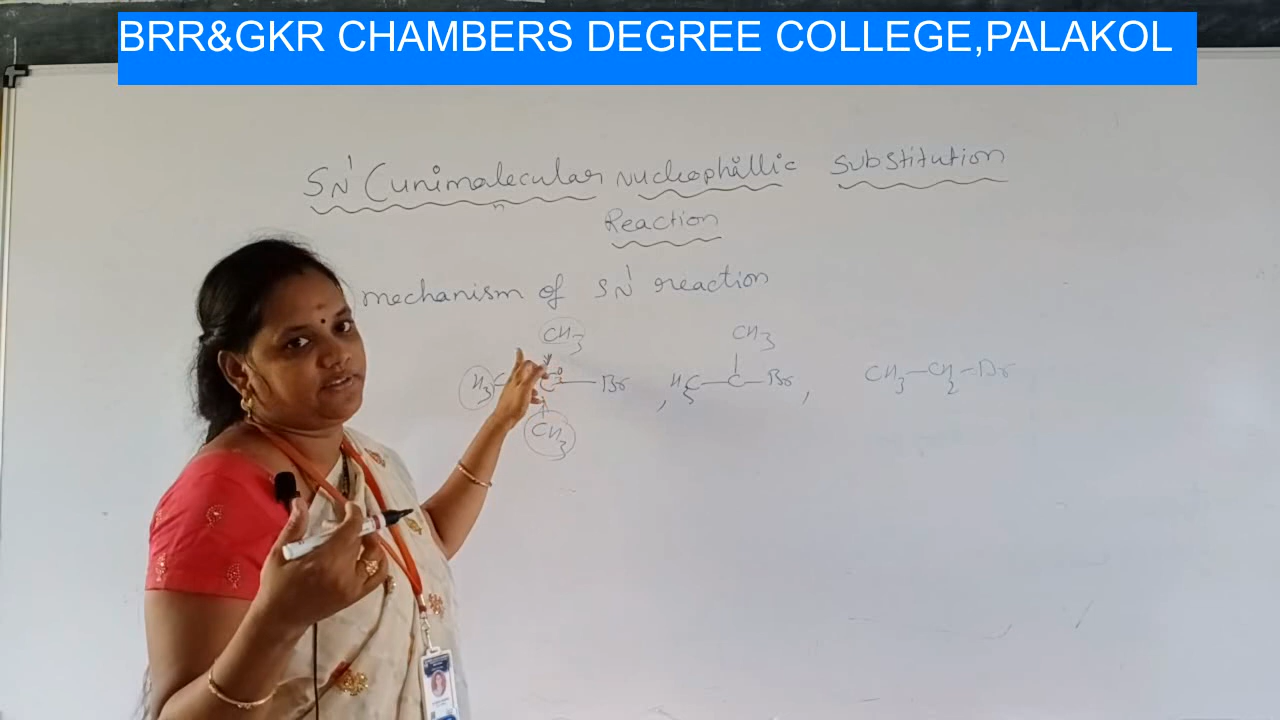 BRR&GKR CHAMBERS DEGREE COLLEGE,PALAKOL
SN1 (unimolecular nucleophillic substitution
Reaction
mechanism of SN1 reaction
CH3 CH3
H3C C Br , H3C—C—Br , CH3—CH2—Br
CH3